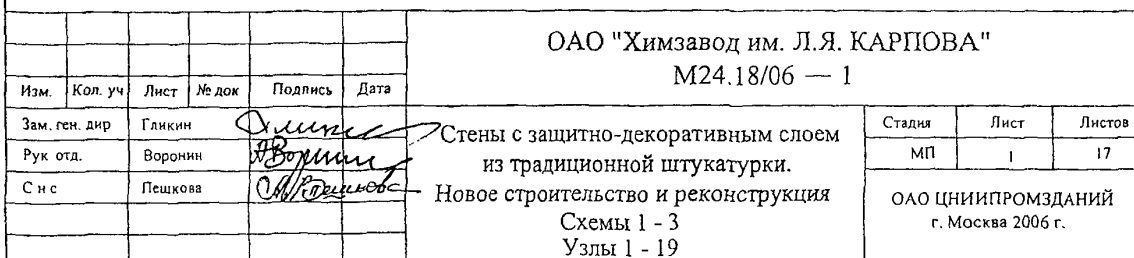 ОАО "Химзавод им. Л.Я. КАРПОВА"
М24.18/06 — 1
Изм. Кол. уч Лист № док Подпись Дата
Зам. ген. дир Гликин
Рук отд. Воронин
С н с Пешкова
Стены с защитно-декоративным слоем
из традиционной штукатурки.
Новое строительство и реконструкция
Схемы 1 - 3
Узлы 1 - 19
Стадия Лист Листов
МП 1 17
ОАО ЦНИИПРОМЗДАНИЙ
г. Москва 2006 г.